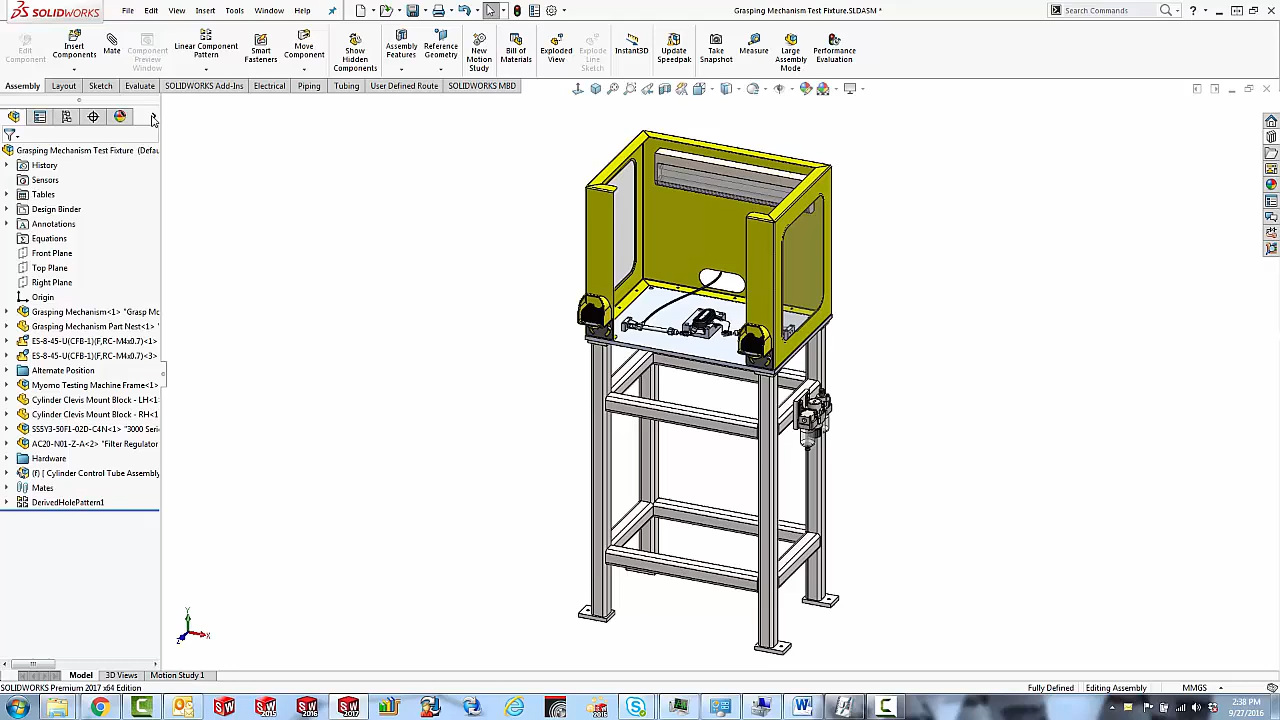 SOLIDWORKS
File Edit View Insert Tools Window Help
Grasping Mechanism Test Fixture.SLDASM *
Search Commands
Edit Component
Insert Components
Mate
Component Preview Window
Linear Component Pattern
Smart Fasteners
Move Component
Show Hidden Components
Assembly Features
Reference Geometry
New Motion Study
Bill of Materials
Exploded View
Explode Line Sketch
Instant3D
Update Speedpak
Take Snapshot
Measure
Large Assembly Mode
Performance Evaluation
Assembly Layout Sketch Evaluate SOLIDWORKS Add-Ins Electrical Piping Tubing User Defined Route SOLIDWORKS MBD
Grasping Mechanism Test Fixture (Defau
History
Sensors
Tables
Design Binder
Annotations
Equations
Front Plane
Top Plane
Right Plane
Origin
Grasping Mechanism<1> "Grasp Mc
Grasping Mechanism Part Nest<1> "
ES-8-45-U(CFB-1)(F,RC-M4x0.7)<1>
ES-8-45-U(CFB-1)(F,RC-M4x0.7)<3>
Alternate Position
Myomo Testing Machine Frame<1>
Cylinder Clevis Mount Block - LH<1
Cylinder Clevis Mount Block - RH<1
SS5Y3-50F1-02D-C4N<1> "3000 Seri
AC20-N01-Z-A<2> "Filter Regulator
Hardware
(f) [ Cylinder Control Tube Assembly
Mates
DerivedHolePattern1
Y
X
Z
Model 3D Views Motion Study 1
SOLIDWORKS Premium 2017 x64 Edition
Fully Defined Editing Assembly MMGS
2015 2016 2017 2016
2:38 PM
9/27/2016